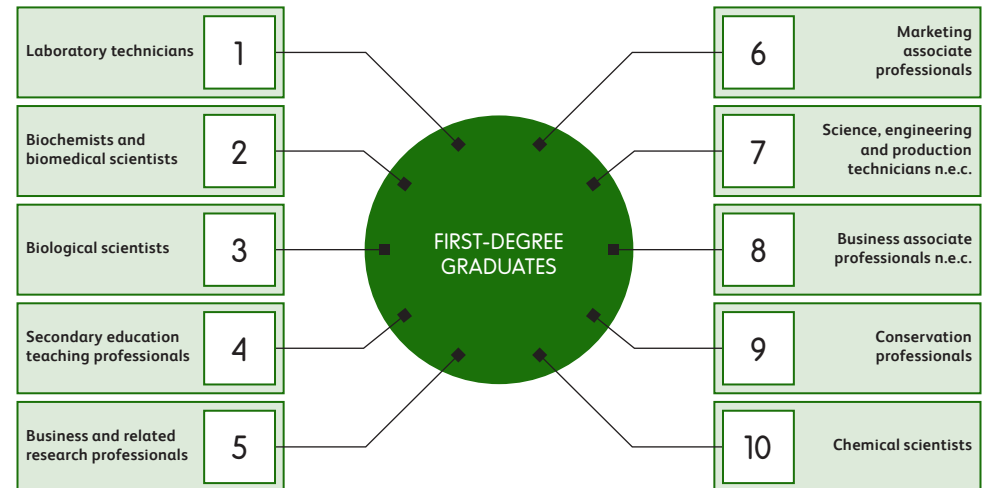 Laboratory technicians
1
Biochemists and
biomedical scientists
2
Biological scientists
3
Secondary education
teaching professionals
4
Business and related
research professionals
5
FIRST-DEGREE
GRADUATES
6
Marketing
associate
professionals
7
Science, engineering
and production
technicians n.e.c.
8
Business associate
professionals n.e.c.
9
Conservation
professionals
10
Chemical scientists